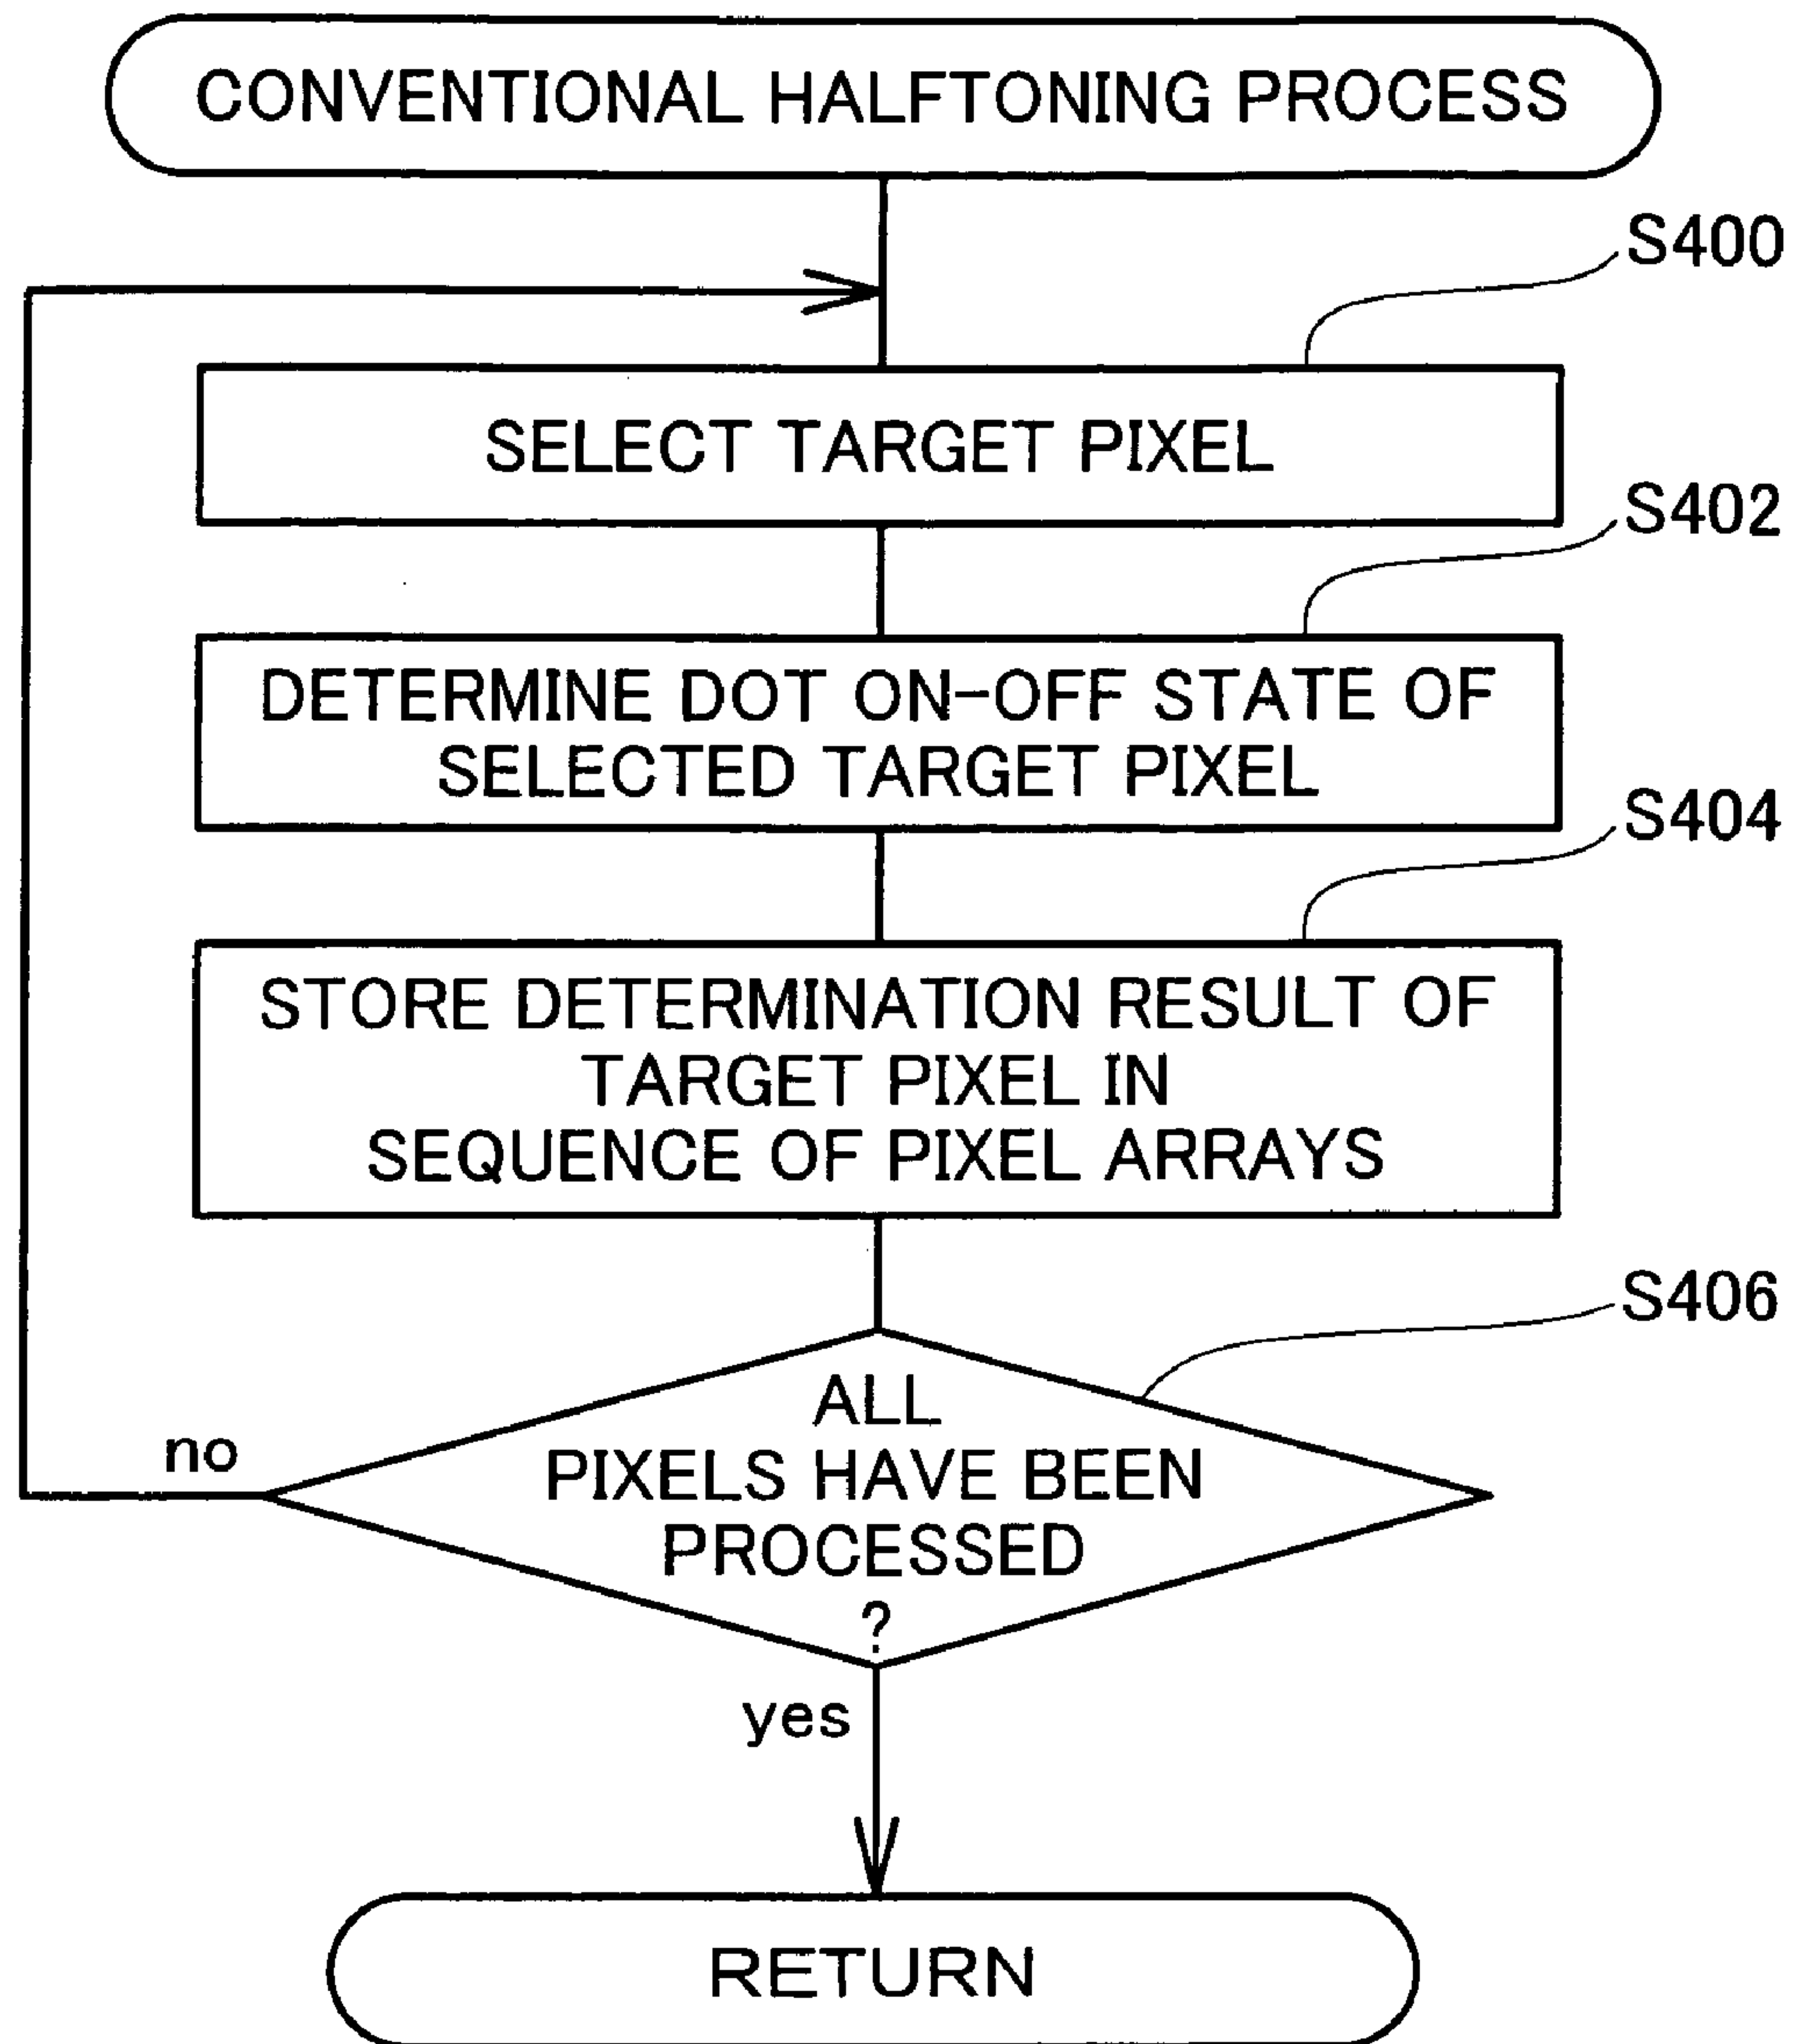 CONVENTIONAL HALFTONING PROCESS
S400
SELECT TARGET PIXEL
S402
DETERMINE DOT ON-OFF STATE OF
SELECTED TARGET PIXEL
S404
STORE DETERMINATION RESULT OF
TARGET PIXEL IN
SEQUENCE OF PIXEL ARRAYS
S406
ALL
PIXELS HAVE BEEN
PROCESSED
?
no
yes
RETURN